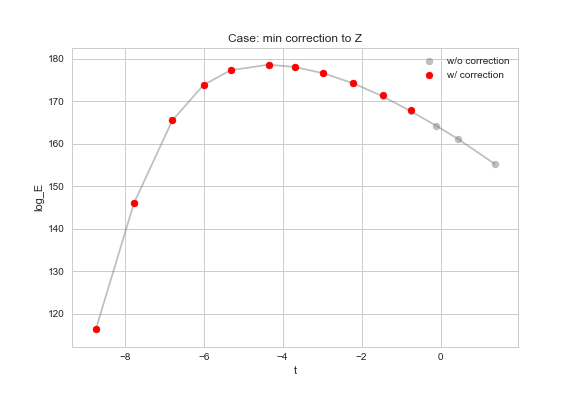 Case: min correction to Z
w/o correction
w/ correction
180
170
160
150
140
130
120
log_E
−8
−6
−4
−2
0
t